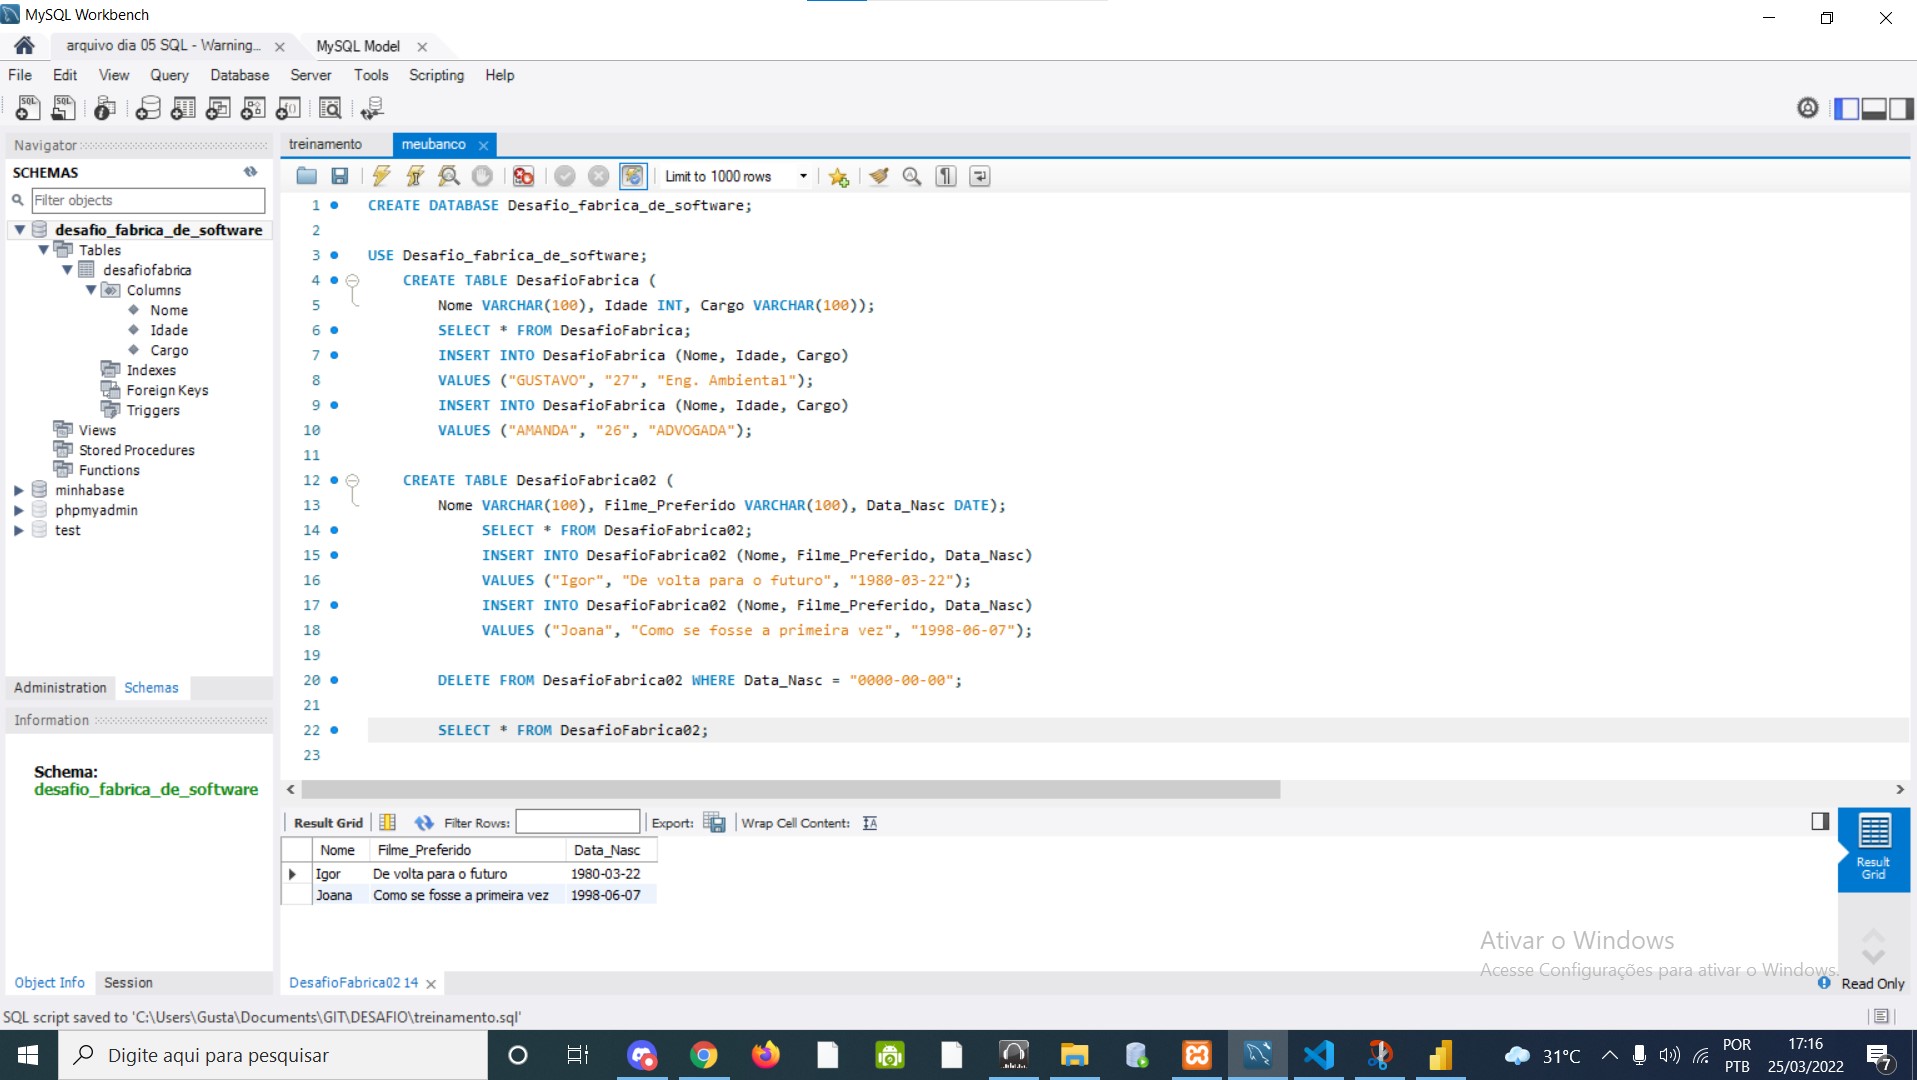 MySQL Workbench
arquivo dia 05 SQL - Warning...
MySQL Model
File Edit View Query Database Server Tools Scripting Help
Navigator
SCHEMAS
Filter objects
desafio_fabrica_de_software
Tables
desafiofabrica
Columns
Nome
Idade
Cargo
Indexes
Foreign Keys
Triggers
Views
Stored Procedures
Functions
minhabase
phpmyadmin
test
Administration Schemas
Information
Schema:
desafio_fabrica_de_software
Object Info Session
treinamento
meubanco
Limit to 1000 rows
1 CREATE DATABASE Desafio_fabrica_de_software;
2
3 USE Desafio_fabrica_de_software;
4 CREATE TABLE DesafioFabrica (
5 Nome VARCHAR(100), Idade INT, Cargo VARCHAR(100));
6 SELECT * FROM DesafioFabrica;
7 INSERT INTO DesafioFabrica (Nome, Idade, Cargo)
8 VALUES ("GUSTAVO", "27", "Eng. Ambiental");
9 INSERT INTO DesafioFabrica (Nome, Idade, Cargo)
10 VALUES ("AMANDA", "26", "ADVOGADA");
11
12 CREATE TABLE DesafioFabrica02 (
13 Nome VARCHAR(100), Filme_Preferido VARCHAR(100), Data_Nasc DATE);
14 SELECT * FROM DesafioFabrica02;
15 INSERT INTO DesafioFabrica02 (Nome, Filme_Preferido, Data_Nasc)
16 VALUES ("Igor", "De volta para o futuro", "1980-03-22");
17 INSERT INTO DesafioFabrica02 (Nome, Filme_Preferido, Data_Nasc)
18 VALUES ("Joana", "Como se fosse a primeira vez", "1998-06-07");
19
20 DELETE FROM DesafioFabrica02 WHERE Data_Nasc = "0000-00-00";
21
22 SELECT * FROM DesafioFabrica02;
23
Result Grid Filter Rows: Export: Wrap Cell Content:
Nome Filme_Preferido Data_Nasc
Igor De volta para o futuro 1980-03-22
Joana Como se fosse a primeira vez 1998-06-07
Result
Grid
Ativar o Windows
Acesse Configurações para ativar o Windows.
DesafioFabrica02 14
Read Only
SQL script saved to 'C:\Users\Gusta\Documents\GIT\DESAFIO\treinamento.sql'
Digite aqui para pesquisar
31°C
POR
PTB
17:16
25/03/2022
7